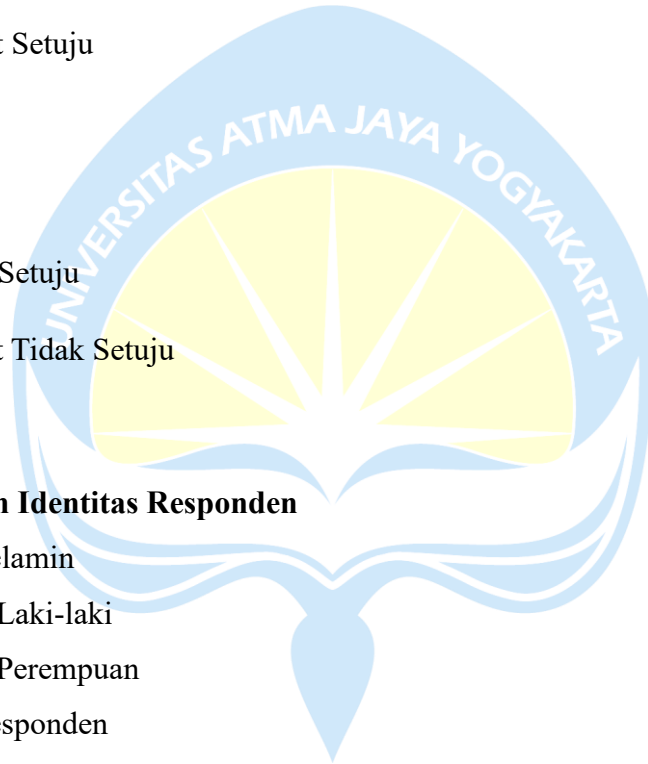 t Setuju
UNIVERSITAS ATMA JAYA YOGYAKARTA
Setuju
t Tidak Setuju
n Identitas Responden
elamin
Laki-laki
Perempuan
esponden